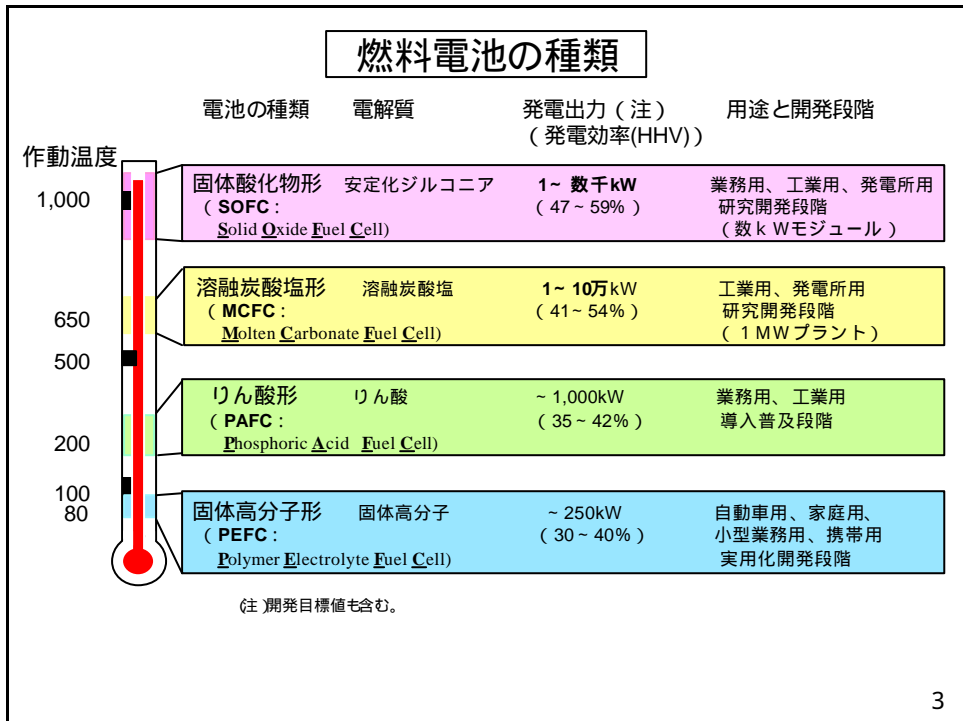 燃料電池の種類
電池の種類 電解質 発電出力（注） 用途と開発段階
（発電効率(HHV)）
作動温度
1,000
650
500
200
100
80
固体酸化物形 安定化ジルコニア 1~ 数千kW 業務用、工業用、発電所用
（SOFC： （47~59%） 研究開発段階
Solid Oxide Fuel Cell) （数ｋWモジュール）
溶融炭酸塩形 溶融炭酸塩 1~ 10万kW 工業用、発電所用
（MCFC： （41~54%） 研究開発段階
Molten Carbonate Fuel Cell) （１MWプラント）
りん酸形 りん酸 ~1,000kW 業務用、工業用
（PAFC： （35~42%） 導入普及段階
Phosphoric Acid Fuel Cell)
固体高分子形 固体高分子 ~250kW 自動車用、家庭用、
（PEFC： （30~40%） 小型業務用、携帯用
Polymer Electrolyte Fuel Cell) 実用化開発段階
(注)開発目標値も含む。
3